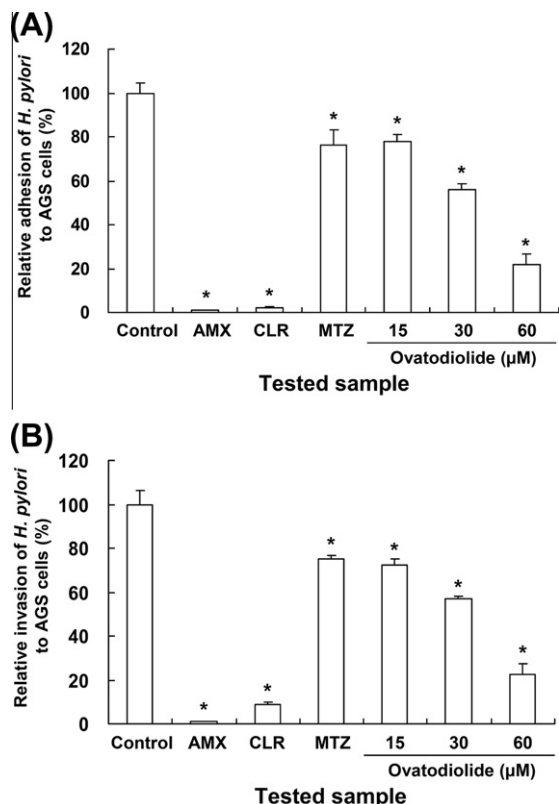 (A)
Relative adhesion of H. pylori
to AGS cells (%)
120
100
80
60
40
20
0
*
*
*
*
*
*
Control AMX CLR MTZ 15 30 60
Ovatodiolide (µM)
Tested sample
(B)
Relative invasion of H. pylori
to AGS cells (%)
120
100
80
60
40
20
0
*
*
*
*
*
*
Control AMX CLR MTZ 15 30 60
Ovatodiolide (µM)
Tested sample